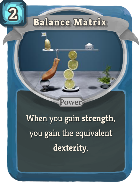 2
Balance Matrix
Power
When you gain strength,
you gain the equivalent
dexterity.